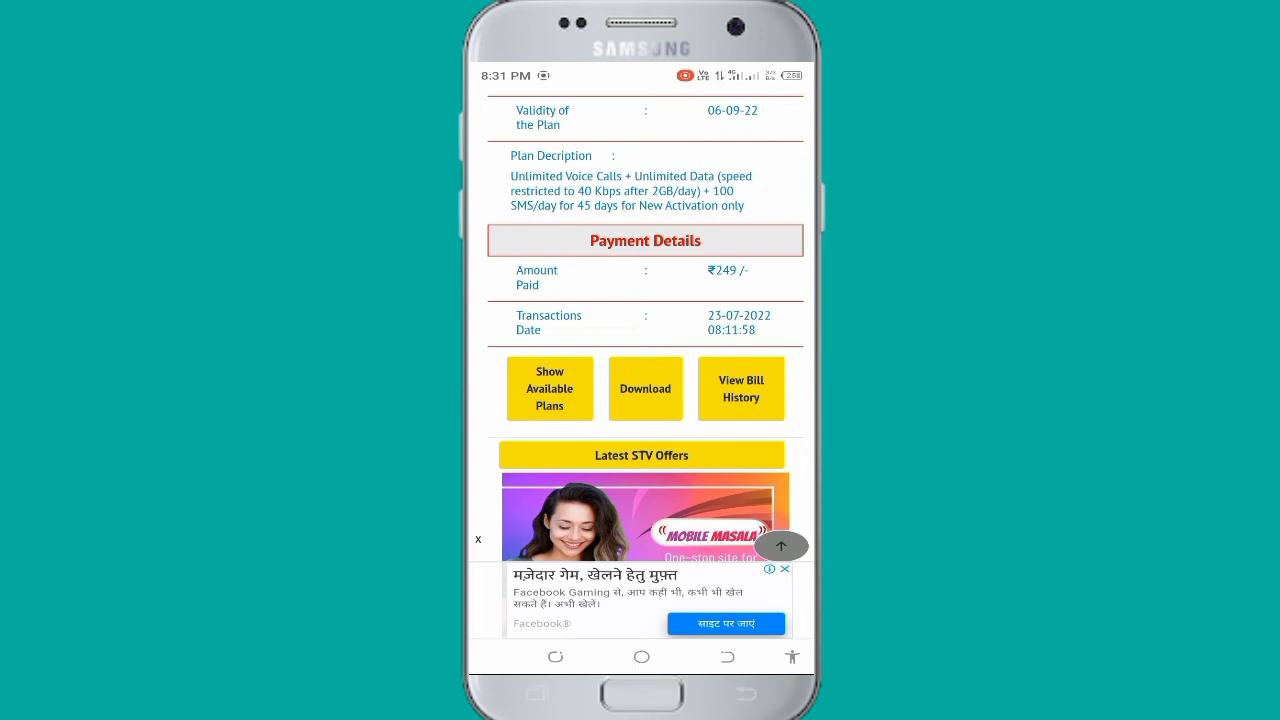 SAMSUNG
8:31 PM
Vo LTE 4G
Validity of the Plan : 06-09-22
Plan Decription :
Unlimited Voice Calls + Unlimited Data (speed
restricted to 40 Kbps after 2GB/day) + 100
SMS/day for 45 days for New Activation only
Payment Details
Amount Paid : ₹249 /-
Transactions Date : 23-07-2022 08:11:58
Show Available Plans
Download
View Bill History
Latest STV Offers
MOBILE MASALA
One-stop site for
x
मज़ेदार गेम, खेलने हेतु मुफ़्त
Facebook Gaming से, आप कहीं भी, कभी भी खेल
सकते हैं। अभी खेलें।
Facebook®
साइट पर जाएं